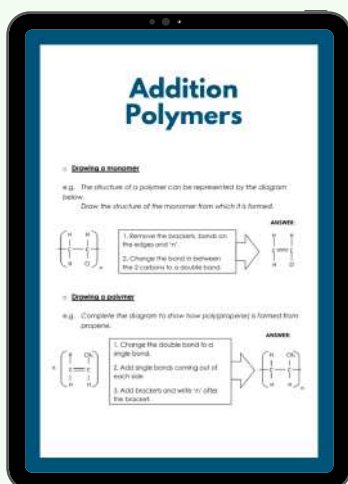 Addition
Polymers
o Drawing a monomer
e.g. The structure of a polymer can be represented by the diagram
below.
Draw the structure of the monomer from which it is formed.
ANSWER:
1. Remove the brackets, bonds on
the edges and 'n'.
2. Change the bond in between
the 2 carbons to a double bond.
H H
C C
H Cl n
H H
C C
H Cl
o Drawing a polymer
e.g. Complete the diagram to show how poly(propene) is formed from
propene.
ANSWER:
1. Change the double bond to a
single bond.
2. Add single bonds coming out of
each side.
3. Add brackets and write 'n' after
the bracket.
H CH₃
n C C
H H
H CH₃
C C
H H n